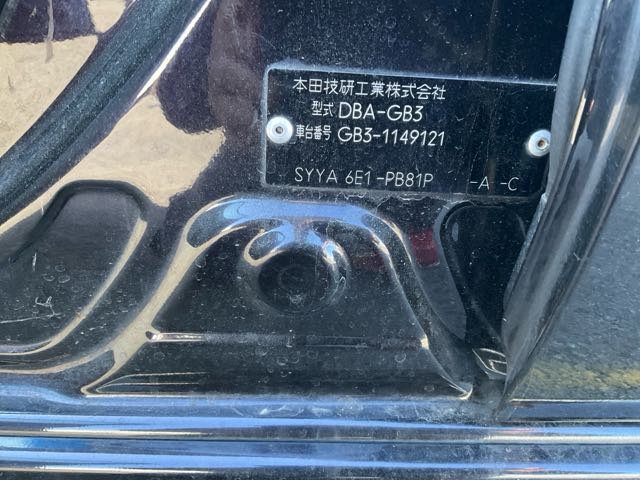 本田技研工業株式会社
型式 DBA-GB3
車台番号 GB3-1149121
SYYA 6E1 -PB81P -A -C